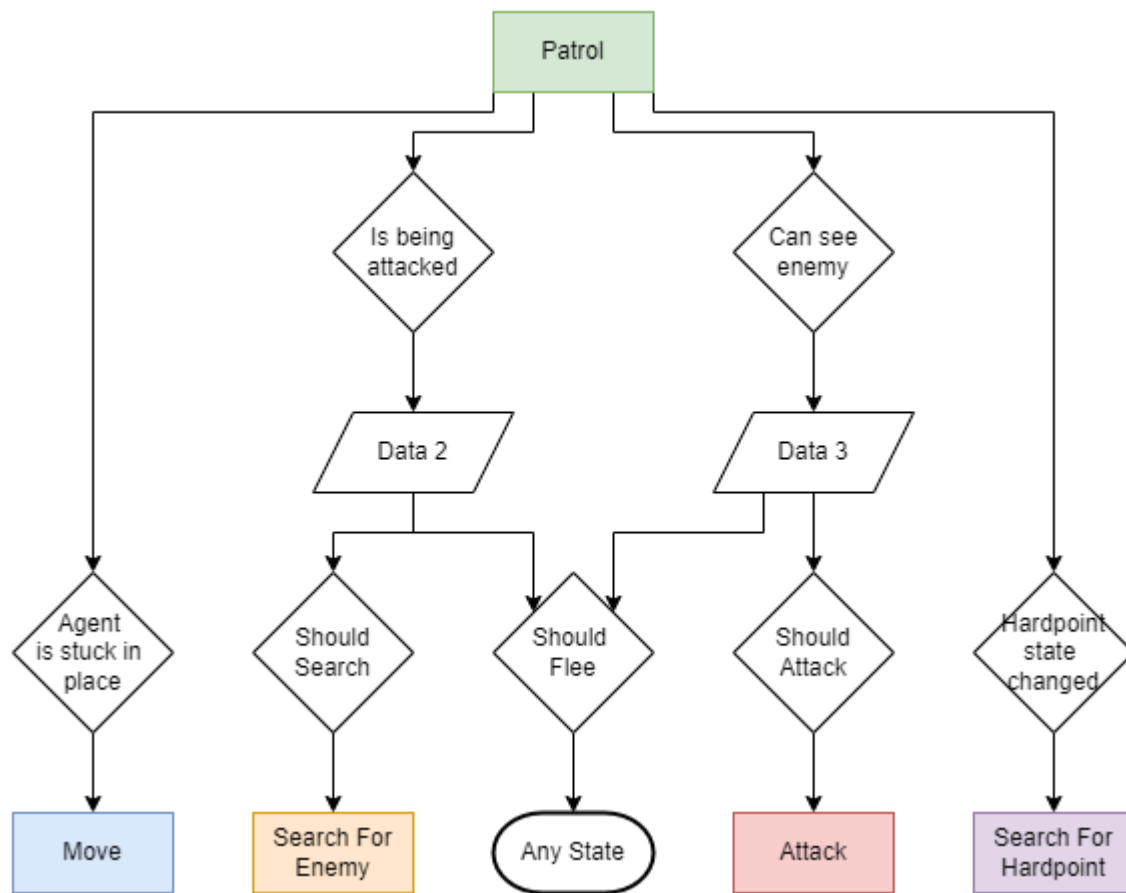 Patrol
Is being
attacked
Can see
enemy
Data 2
Data 3
Agent
is stuck in
place
Should
Search
Should
Flee
Should
Attack
Hardpoint
state
changed
Move
Search For
Enemy
Any State
Attack
Search For
Hardpoint